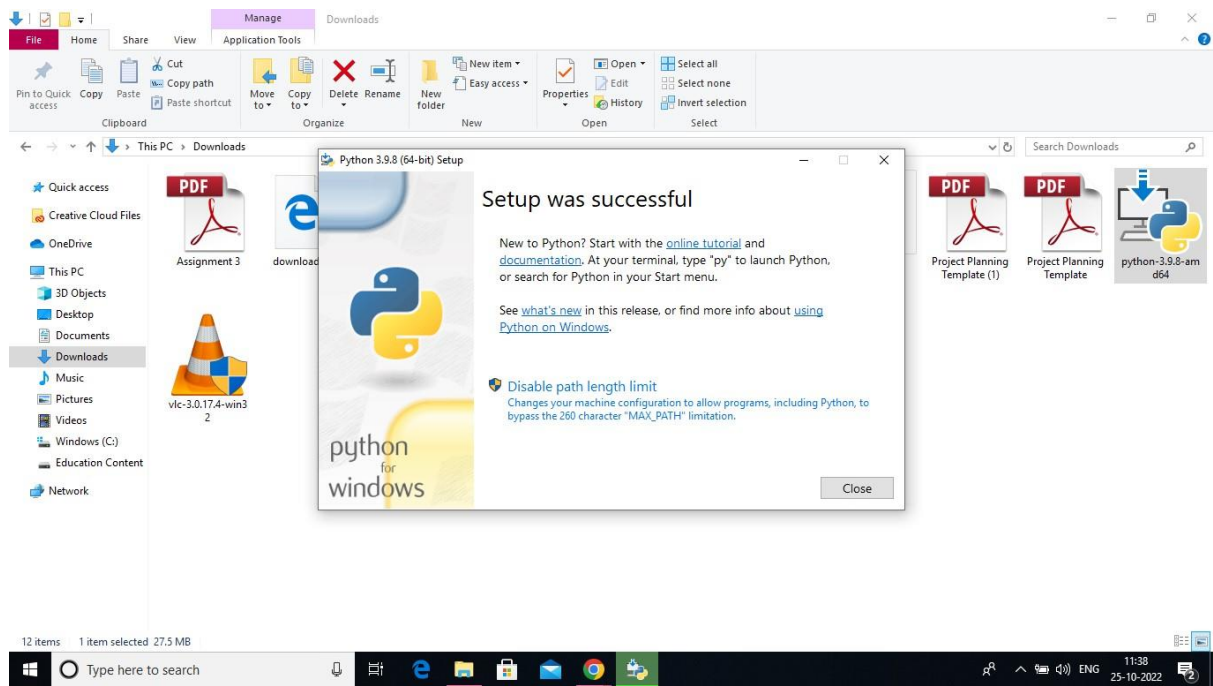 Manage
Downloads
File
Home
Share
View
Application Tools
Pin to Quick access
Copy
Paste
Cut
Copy path
Paste shortcut
Clipboard
Move to
Copy to
Delete
Rename
Organize
New folder
New item
Easy access
New
Properties
Open
Edit
History
Open
Select all
Select none
Invert selection
Select
This PC
Downloads
Search Downloads
Quick access
Creative Cloud Files
OneDrive
This PC
3D Objects
Desktop
Documents
Downloads
Music
Pictures
Videos
Windows (C:)
Education Content
Network
PDF
Assignment 3
download
vlc-3.0.17.4-win3
2
PDF
Project Planning
Template (1)
PDF
Project Planning
Template
python-3.9.8-am
d64
Python 3.9.8 (64-bit) Setup
Setup was successful
New to Python? Start with the online tutorial and
documentation. At your terminal, type "py" to launch Python,
or search for Python in your Start menu.
See what's new in this release, or find more info about using
Python on Windows.
Disable path length limit
Changes your machine configuration to allow programs, including Python, to
bypass the 260 character "MAX_PATH" limitation.
python
for
windows
Close
12 items
1 item selected
27.5 MB
Type here to search
ENG
11:38
25-10-2022
2